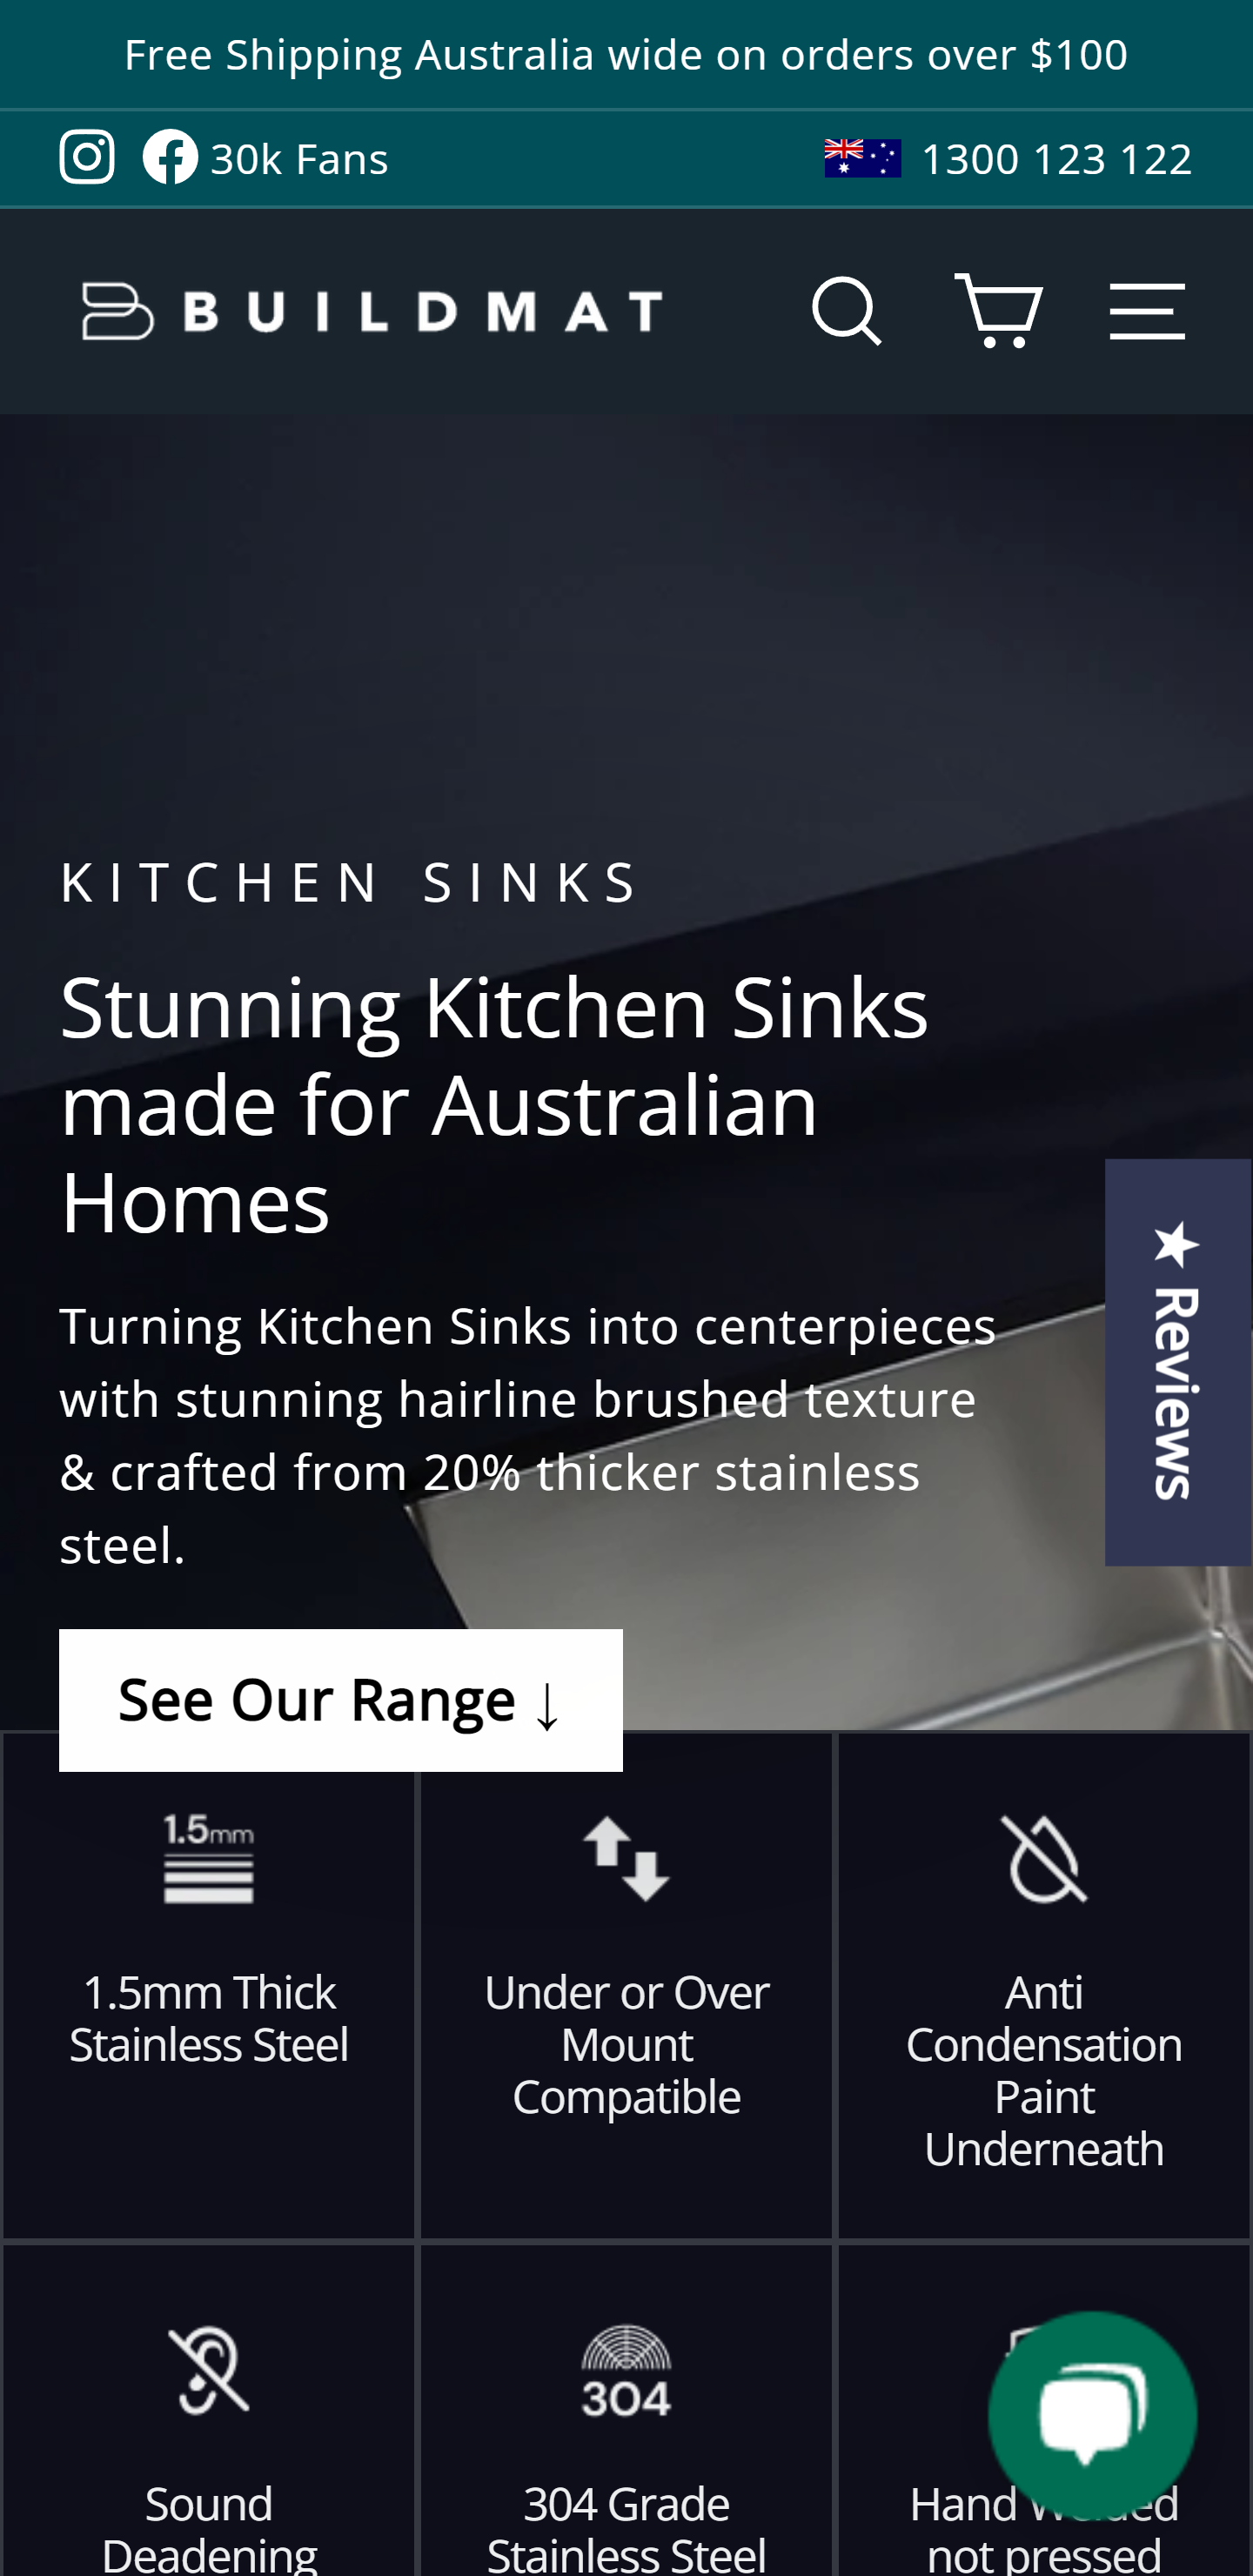 Free Shipping Australia wide on orders over $100
30k Fans
1300 123 122
BUILDMAT
KITCHEN SINKS
Stunning Kitchen Sinks
made for Australian
Homes
Turning Kitchen Sinks into centerpieces
with stunning hairline brushed texture
& crafted from 20% thicker stainless
steel.
★ Reviews
See Our Range ↓
1.5mm
1.5mm Thick
Stainless Steel
Under or Over
Mount
Compatible
Anti
Condensation
Paint
Underneath
304
Sound
Deadening
304 Grade
Stainless Steel
Hand
not pressed